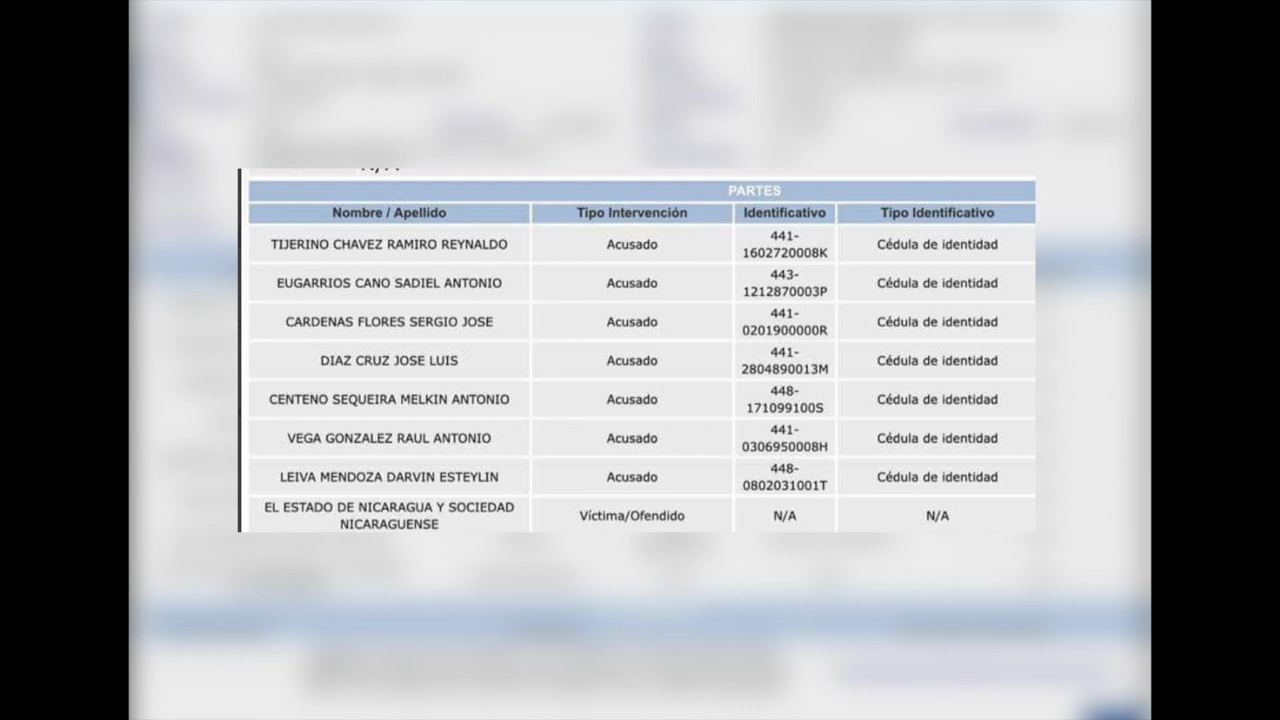 PARTES
Nombre / Apellido Tipo Intervención Identificativo Tipo Identificativo
TIJERINO CHAVEZ RAMIRO REYNALDO Acusado 441-
1602720008K Cédula de identidad
EUGARRIOS CANO SADIEL ANTONIO Acusado 443-
1212870003P Cédula de identidad
CARDENAS FLORES SERGIO JOSE Acusado 441-
0201900000R Cédula de identidad
DIAZ CRUZ JOSE LUIS Acusado 441-
2804890013M Cédula de identidad
CENTENO SEQUEIRA MELKIN ANTONIO Acusado 448-
171099100S Cédula de identidad
VEGA GONZALEZ RAUL ANTONIO Acusado 441-
0306950008H Cédula de identidad
LEIVA MENDOZA DARVIN ESTEYLIN Acusado 448-
0802031001T Cédula de identidad
EL ESTADO DE NICARAGUA Y SOCIEDAD
NICARAGUENSE Víctima/Ofendido N/A N/A